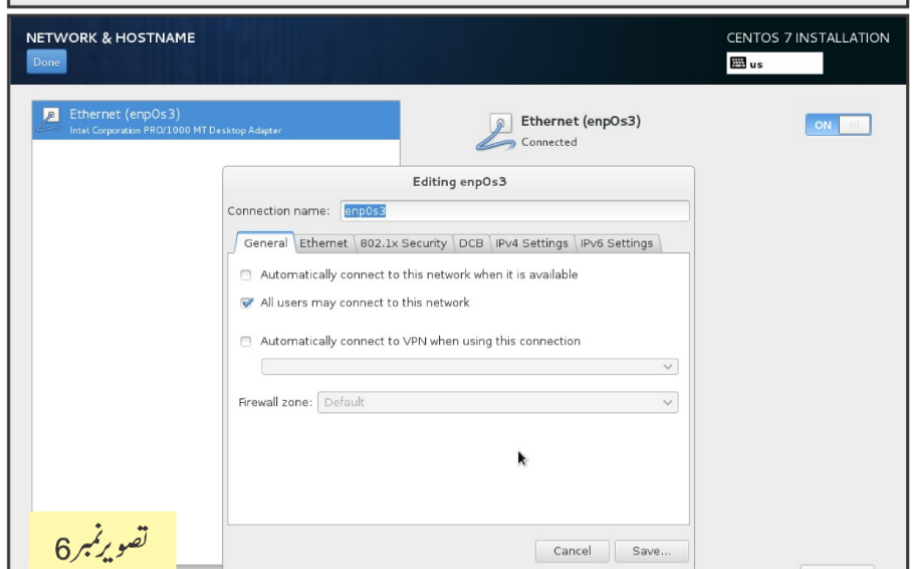 NETWORK & HOSTNAME
CENTOS 7 INSTALLATION
Done
us
Ethernet (enp0s3)
Intel Corporation PRO/1000 MT Desktop Adapter
Ethernet (enp0s3)
Connected
ON
Editing enp0s3
Connection name: enp0s3
General Ethernet 802.1x Security DCB IPv4 Settings IPv6 Settings
Automatically connect to this network when it is available
All users may connect to this network
Automatically connect to VPN when using this connection
Firewall zone: Default
تصویر نمبر 6
Cancel Save...